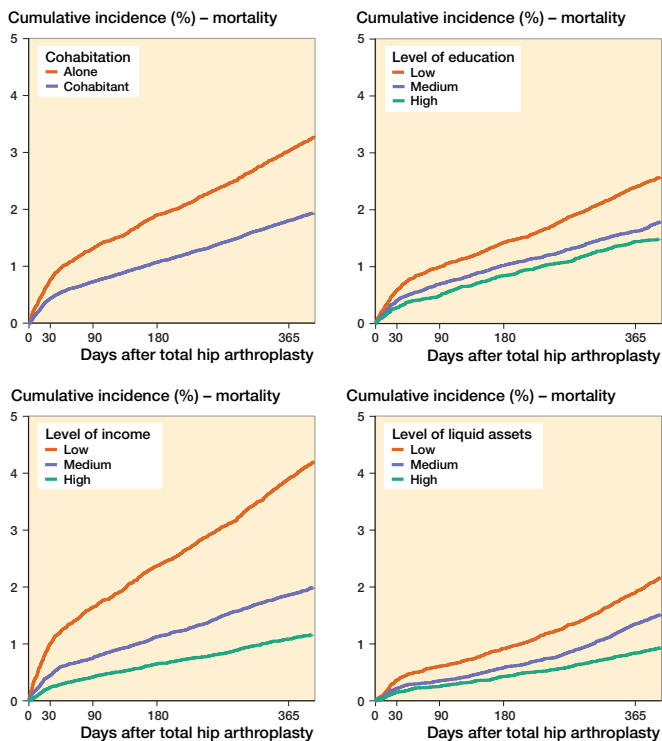 Cumulative incidence (%) – mortality
5
4
3
2
1
0
Cohabitation
Alone
Cohabitant
0 30 90 180 365
Days after total hip arthroplasty
Cumulative incidence (%) – mortality
5
4
3
2
1
0
Level of education
Low
Medium
High
0 30 90 180 365
Days after total hip arthroplasty
Cumulative incidence (%) – mortality
5
4
3
2
1
0
Level of income
Low
Medium
High
0 30 90 180 365
Days after total hip arthroplasty
Cumulative incidence (%) – mortality
5
4
3
2
1
0
Level of liquid assets
Low
Medium
High
0 30 90 180 365
Days after total hip arthroplasty